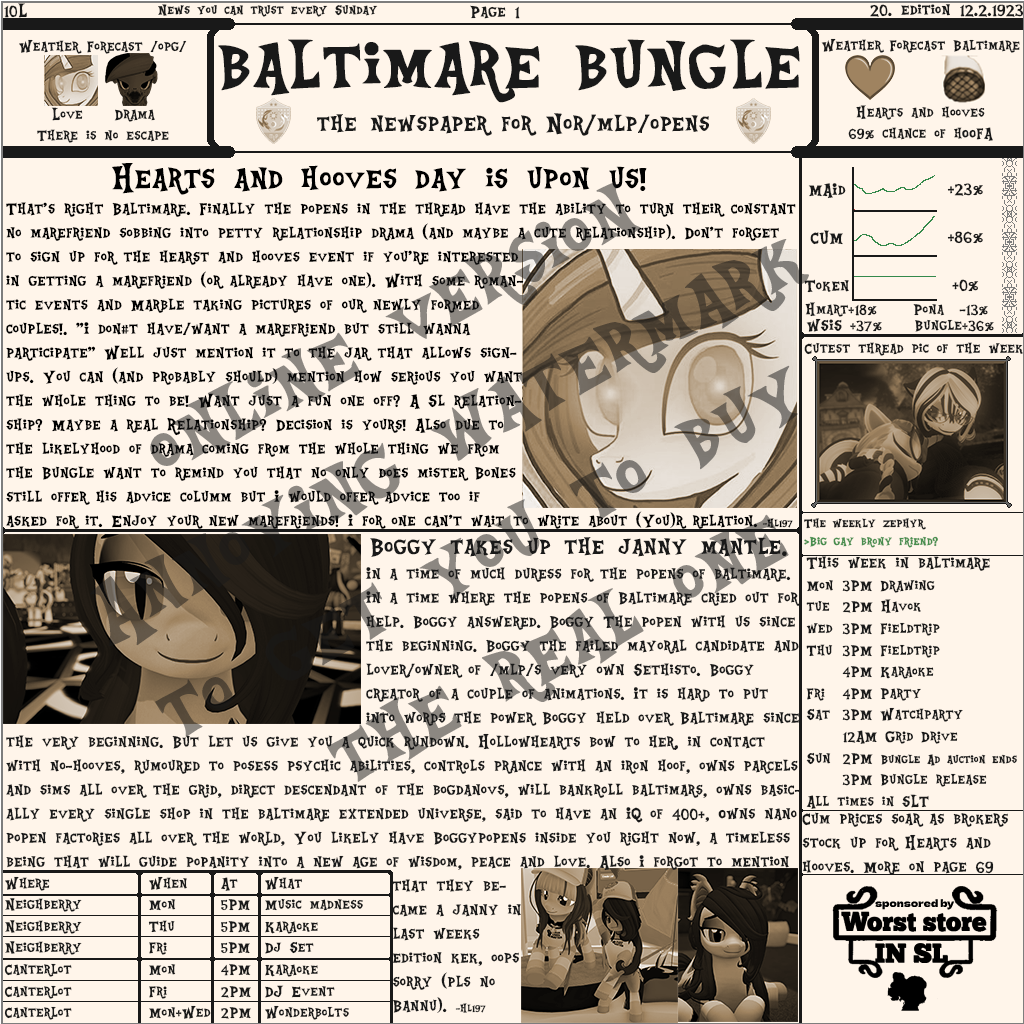 10L
News you can trust every Sunday
Page 1
20. Edition 12.2.1923
Weather Forecast /opg/
Love Drama
There is no escape
BALTIMARE BUNGLE
The newspaper for Nor/mlp/opens
Weather Forecast Baltimare
Hearts and Hooves
69% chance of Hoofa
Hearts and Hooves day is upon us!
That's right Baltimare. Finally the popens in the thread have the ability to turn their constant
no marefriend sobbing into petty relationship drama (and maybe a cute relationship). Don't forget
to sign up for the Hearst and Hooves event if you're interested
in getting a marefriend (or already have one). With some roman-
tic events and Marble taking pictures of our newly formed
couples!. "I don#t have/want a marefriend but still wanna
participate" Well just mention it to the jar that allows sign-
ups. You can (and probably should) mention how serious you want
the whole thing to be! Want just a fun one off? A SL relation-
ship? Maybe a real Relationship? Decision is yours! Also due to
the likelyhood of drama coming from the whole thing we from
the Bungle want to remind you that no only does Mister Bones
still offer his advice columm but i would offer advice too if
asked for it. Enjoy your new marefriends! I for one can't wait to write about (You)r relation. -HL197
Boggy takes up the janny mantle.
In a time of much duress for the popens of Baltimare.
In a time where the popens of Baltimare cried out for
help. Boggy answered. Boggy the popen with us since
the beginning. Boggy the failed mayoral candidate and
lover/owner of /mlp/s very own Sethisto. Boggy
creator of a couple of animations. It is hard to put
into words the power Boggy held over Baltimare since
the very beginning. But let us give you a quick rundown. Hollowhearts bow to her, in contact
with no-hooves, rumoured to posess psychic abilities, controls Prance with an iron hoof, owns parcels
and sims all over the grid, direct descendant of the Bogdanovs, will bankroll Baltimars, owns basic-
ally every single shop in the Baltimare extended universe, said to have an IQ of 400+, owns nano
popen factories all over the world, You likely have Boggypopens inside you right now, a timeless
being that will guide popanity into a new age of wisdom, peace and love. Also i forgot to mention
that they be-
came a janny in
last weeks
edition kek, oops
sorry (pls no
bannu). -HL197
Where When At What
Neighberry Mon 5PM Music Madness
Neighberry Thu 5PM Karaoke
Neighberry Fri 5PM DJ Set
Canterlot Mon 4PM Karaoke
Canterlot Fri 2PM DJ Event
Canterlot Mon+Wed 2PM Wonderbolts
Maid +23%
Cum +86%
Token +0%
Hmart+18% Pona -13%
WSiS +37% Bungle+36%
Cutest thread pic of the week
The weekly zephyr
>Big gay brony friend?
This week in Baltimare
Mon 3PM Drawing
Tue 2PM Havok
Wed 3PM Fieldtrip
Thu 3PM Fieldtrip
4PM Karaoke
Fri 4PM Party
Sat 3PM Watchparty
12AM Grid Drive
Sun 2PM Bungle Ad auction ends
3PM Bungle release
All times in SLT
Cum prices soar as brokers
stock up for Hearts and
Hooves. More on page 69
sponsored by
Worst store
IN SL
ONLINE VERSION
ANNOYING WATERMARK
TO GET YOU TO BUY
THE REAL ONE